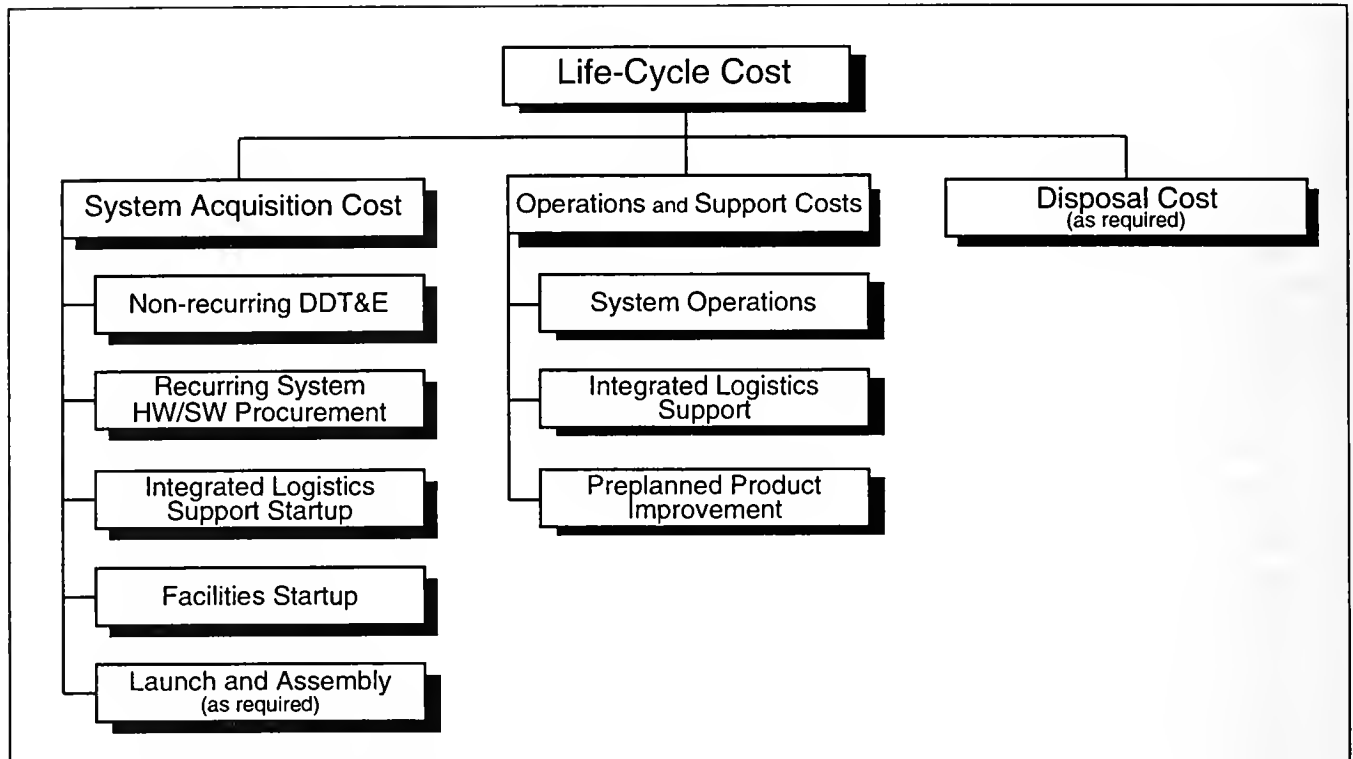 Life-Cycle Cost
System Acquisition Cost
Non-recurring DDT&E
Recurring System
HW/SW Procurement
Integrated Logistics
Support Startup
Facilities Startup
Launch and Assembly
(as required)
Operations and Support Costs
System Operations
Integrated Logistics
Support
Preplanned Product
Improvement
Disposal Cost
(as required)